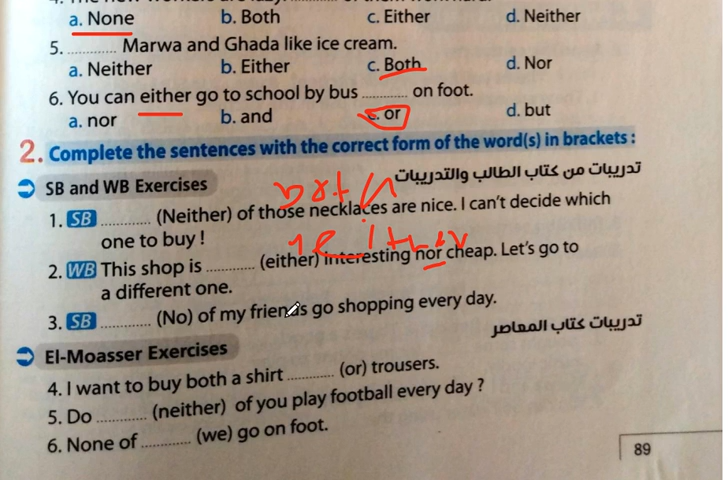 a. None b. Both c. Either d. Neither
5. ............ Marwa and Ghada like ice cream.
a. Neither b. Either c. Both d. Nor
6. You can either go to school by bus ............ on foot.
a. nor b. and c. or d. but
2. Complete the sentences with the correct form of the word(s) in brackets :
تدريبات من كتاب الطالب والتدريبات
SB and WB Exercises
both
1. SB ............ (Neither) of those necklaces are nice. I can't decide which
one to buy !
neither
2. WB This shop is ............ (either) interesting nor cheap. Let's go to
a different one.
3. SB ............ (No) of my friends go shopping every day.
تدريبات كتاب المعاصر
El-Moasser Exercises
4. I want to buy both a shirt ............ (or) trousers.
5. Do ............ (neither) of you play football every day ?
6. None of ............ (we) go on foot.
89